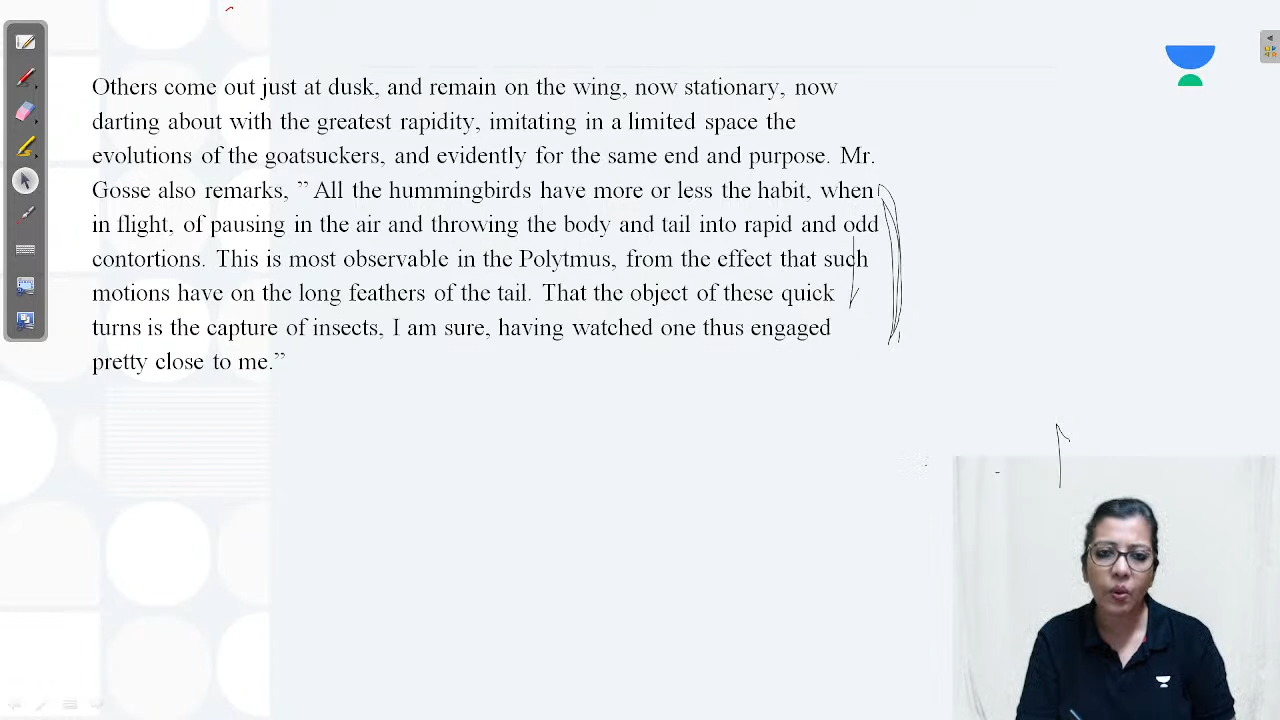 Others come out just at dusk, and remain on the wing, now stationary, now
darting about with the greatest rapidity, imitating in a limited space the
evolutions of the goatsuckers, and evidently for the same end and purpose. Mr.
Gosse also remarks, ” All the hummingbirds have more or less the habit, when
in flight, of pausing in the air and throwing the body and tail into rapid and odd
contortions. This is most observable in the Polytmus, from the effect that such
motions have on the long feathers of the tail. That the object of these quick
turns is the capture of insects, I am sure, having watched one thus engaged
pretty close to me.”